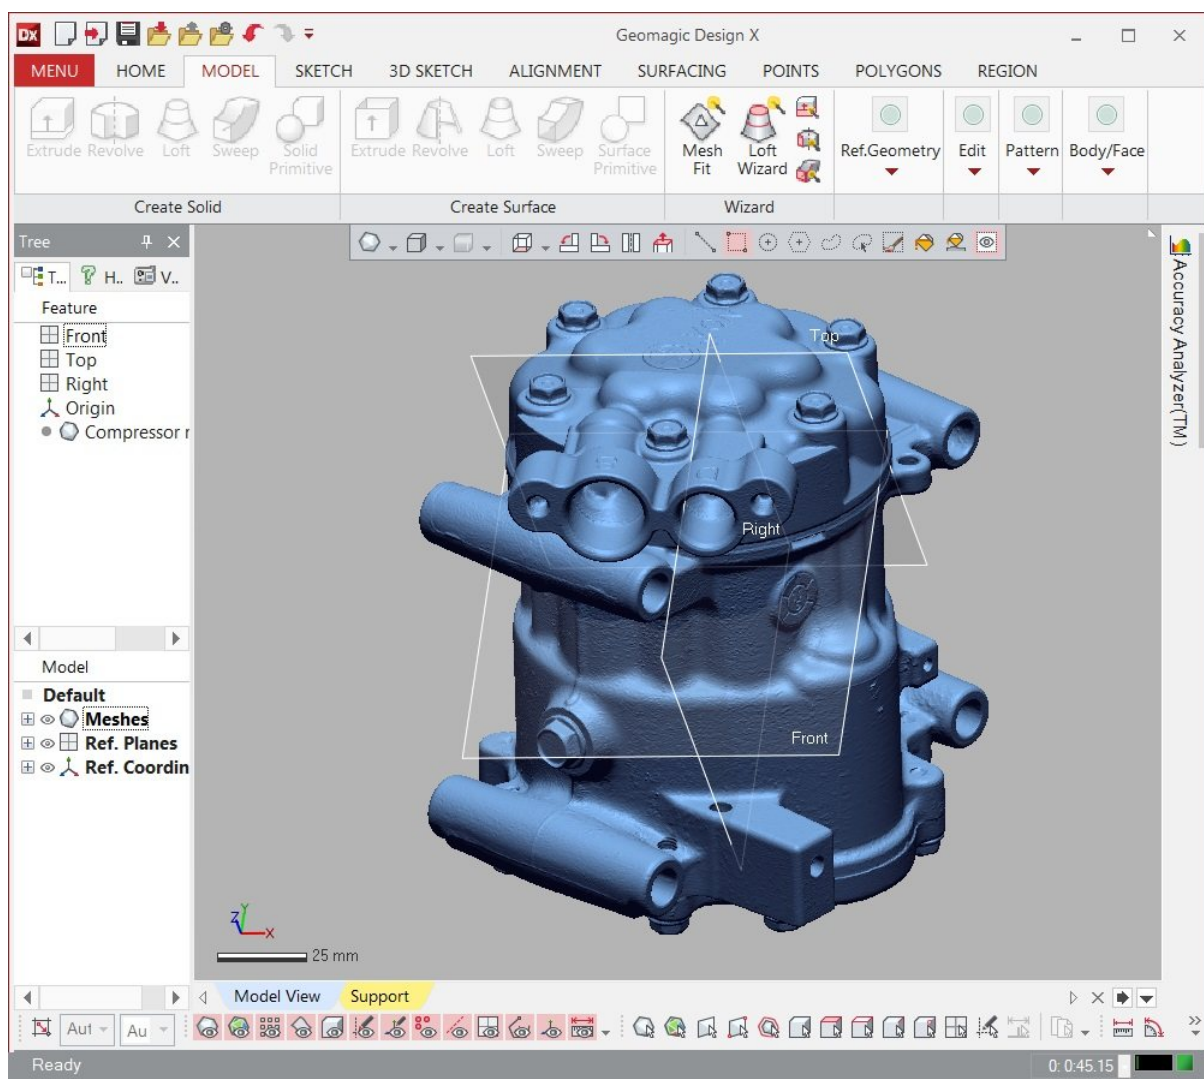 Dx
Geomagic Design X
MENU HOME MODEL SKETCH 3D SKETCH ALIGNMENT SURFACING POINTS POLYGONS REGION
Extrude Revolve Loft Sweep Solid Primitive Extrude Revolve Loft Sweep Surface Primitive Mesh Fit Loft Wizard Ref.Geometry Edit Pattern Body/Face
Create Solid Create Surface Wizard
Tree
T... H.. V..
Feature
Front
Top
Right
Origin
Compressor r
Model
Default
Meshes
Ref. Planes
Ref. Coordin
Top
Right
Front
Z Y X
25 mm
Accuracy Analyzer(TM)
Model View Support
Aut Au
Ready
0: 0:45.15